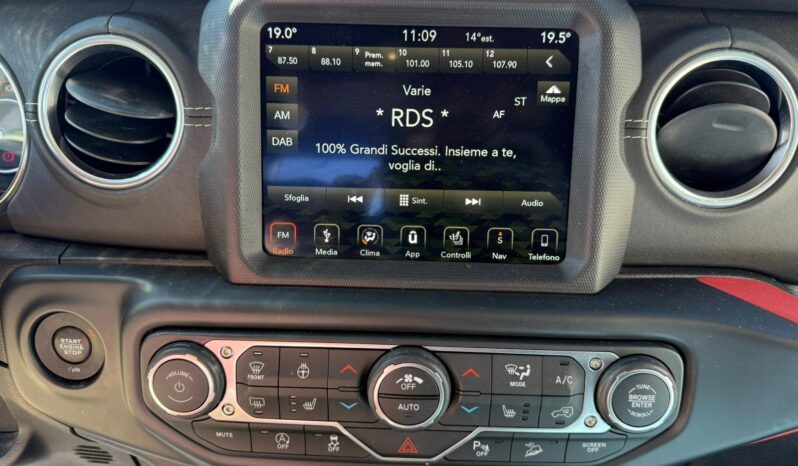 19.0° 11:09 14°est. 19.5°
7 8 9 Prem. 10 11 12
87.50 88.10 mem. 101.00 105.10 107.90
FM Varie ST Mappa
AM * RDS * AF
DAB
100% Grandi Successi. Insieme a te,
voglia di..
Sfoglia Sint. Audio
FM S
Radio Media Clima App Controlli Nav Telefono
START
ENGINE
STOP
VOLUME
FRONT
OFF
AUTO
MODE
A/C
TUNE
BROWSE
ENTER
SCROLL
MUTE
OFF
OFF
P OFF
OFF
SCREEN
OFF